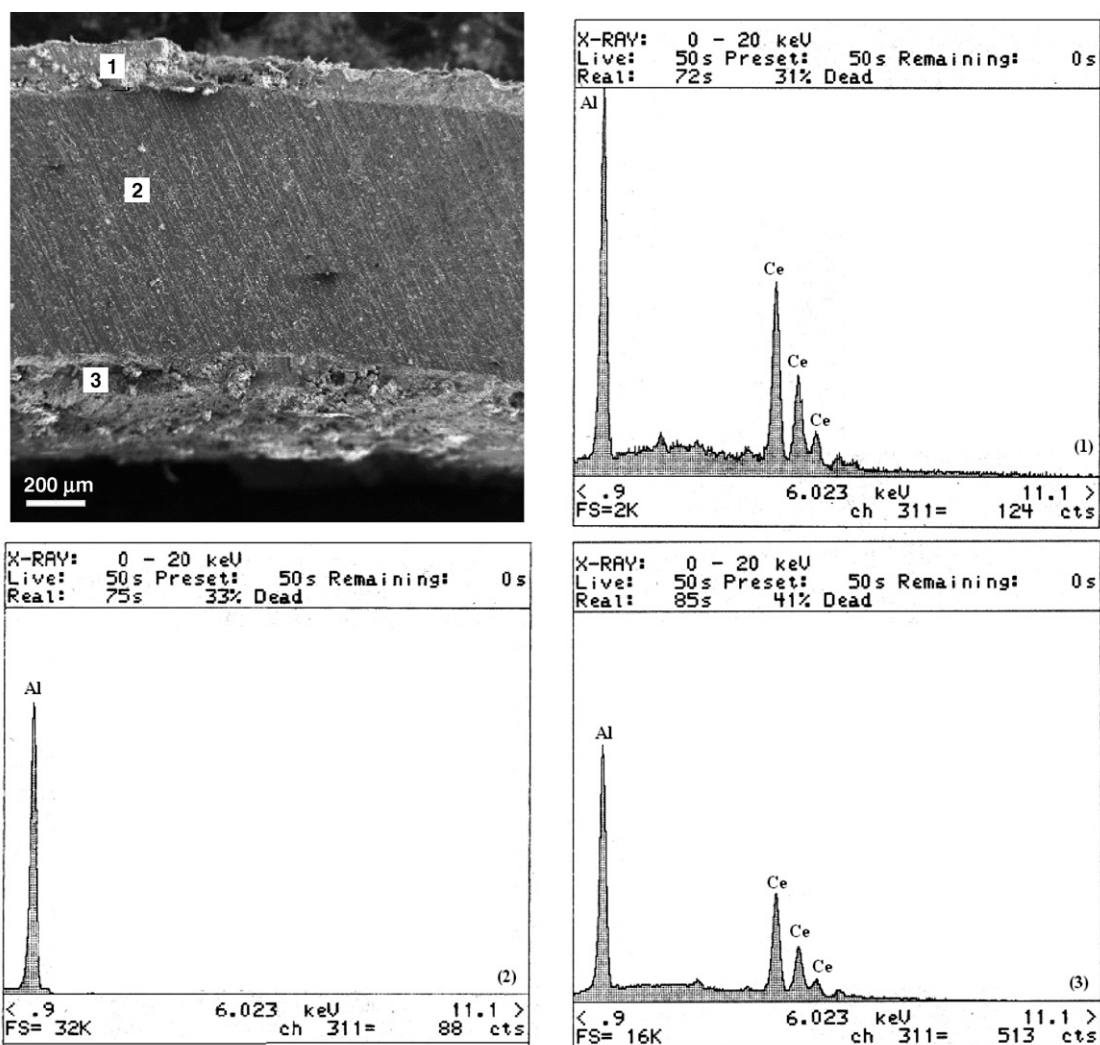 1
2
3
200 µm
X-RAY: 0 - 20 keV
Live: 50s Preset: 50s Remaining: 0s
Real: 72s 31% Dead
Al
Ce
Ce
Ce
(1)
< .9 6.023 keV 11.1 >
FS=2K ch 311= 124 cts
X-RAY: 0 - 20 keV
Live: 50s Preset: 50s Remaining: 0s
Real: 75s 33% Dead
Al
(2)
< .9 6.023 keV 11.1 >
FS= 32K ch 311= 88 cts
X-RAY: 0 - 20 keV
Live: 50s Preset: 50s Remaining: 0s
Real: 85s 41% Dead
Al
Ce
Ce
Ce
(3)
< .9 6.023 keV 11.1 >
FS= 16K ch 311= 513 cts